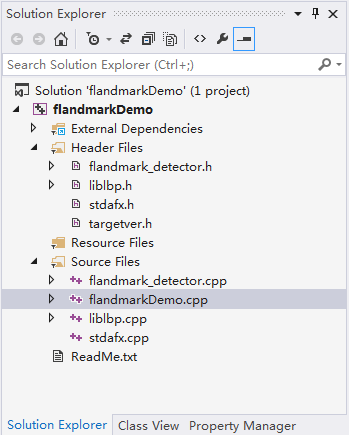 Solution Explorer
Search Solution Explorer (Ctrl+;)
Solution 'flandmarkDemo' (1 project)
flandmarkDemo
External Dependencies
Header Files
flandmark_detector.h
liblbp.h
stdafx.h
targetver.h
Resource Files
Source Files
flandmark_detector.cpp
flandmarkDemo.cpp
liblbp.cpp
stdafx.cpp
ReadMe.txt
Solution Explorer Class View Property Manager